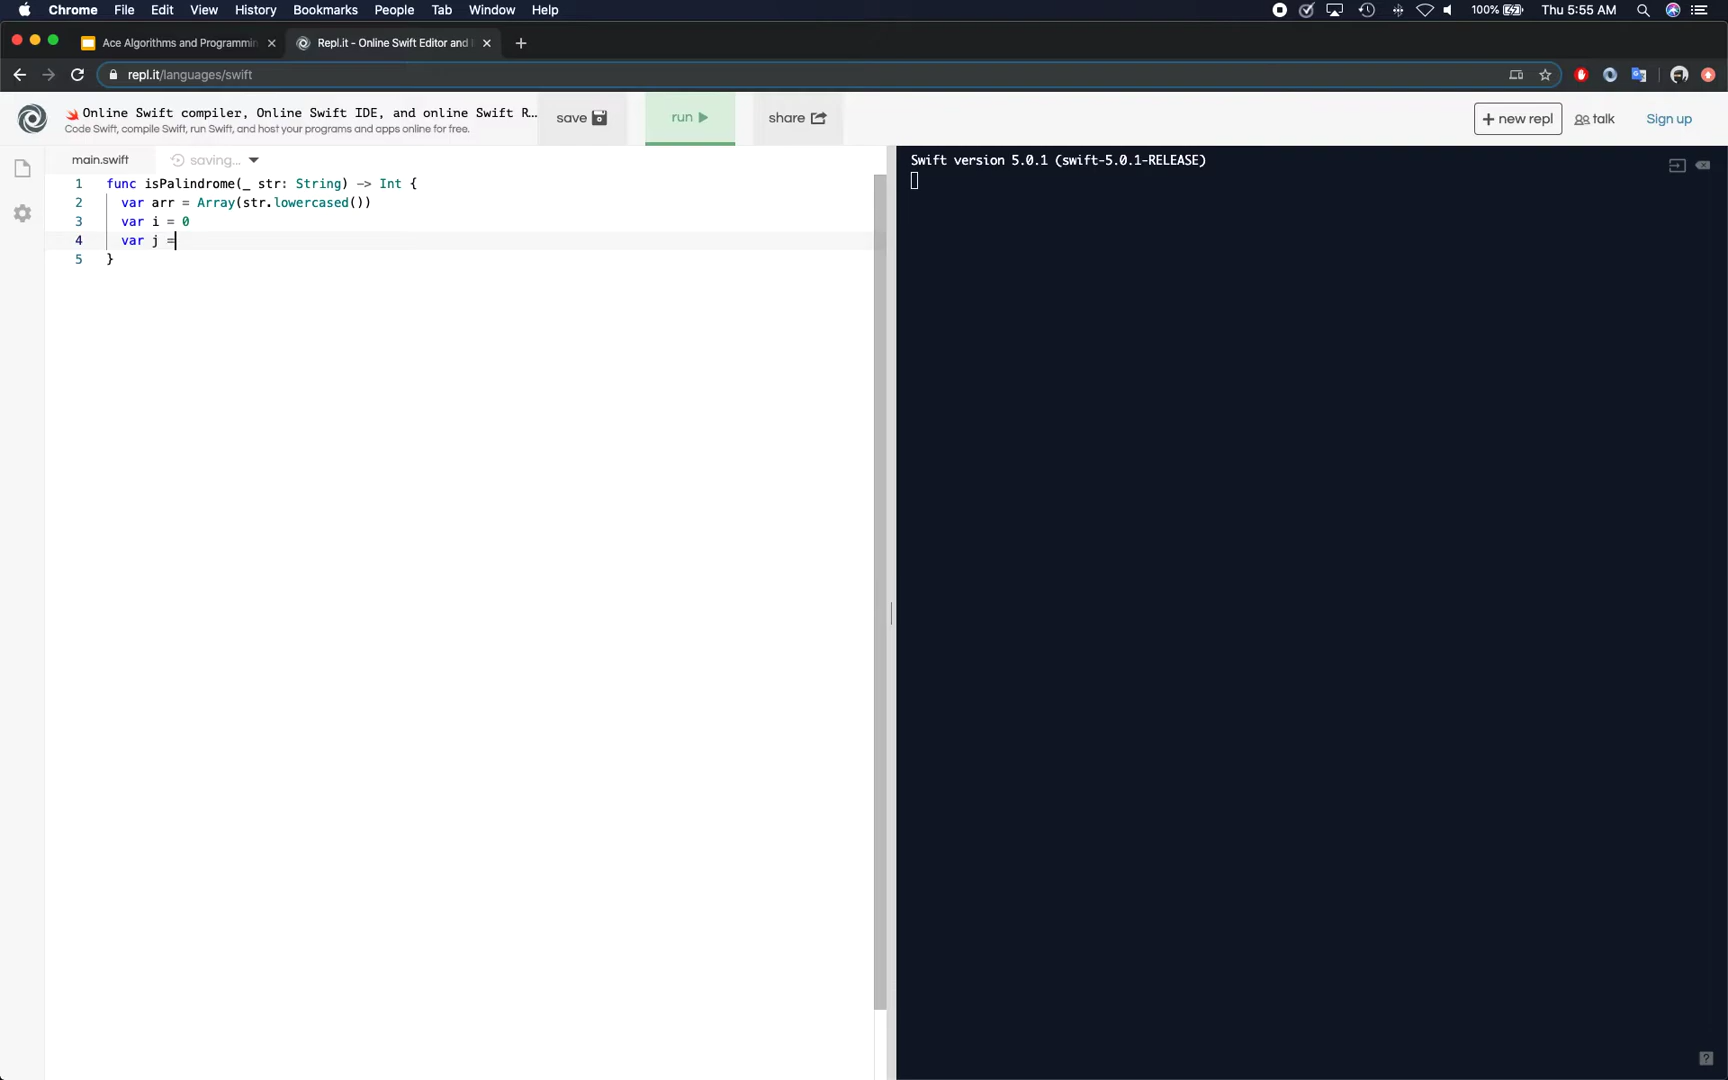 Chrome File Edit View History Bookmarks People Tab Window Help 100% Thu 5:55 AM
Ace Algorithms and Programmin Repl.it - Online Swift Editor and
repl.it/languages/swift
Online Swift compiler, Online Swift IDE, and online Swift R...
Code Swift, compile Swift, run Swift, and host your programs and apps online for free.
save run share + new repl talk Sign up
main.swift saving...
1 func isPalindrome(_ str: String) -> Int {
2 var arr = Array(str.lowercased())
3 var i = 0
4 var j =
5 }
Swift version 5.0.1 (swift-5.0.1-RELEASE)
?